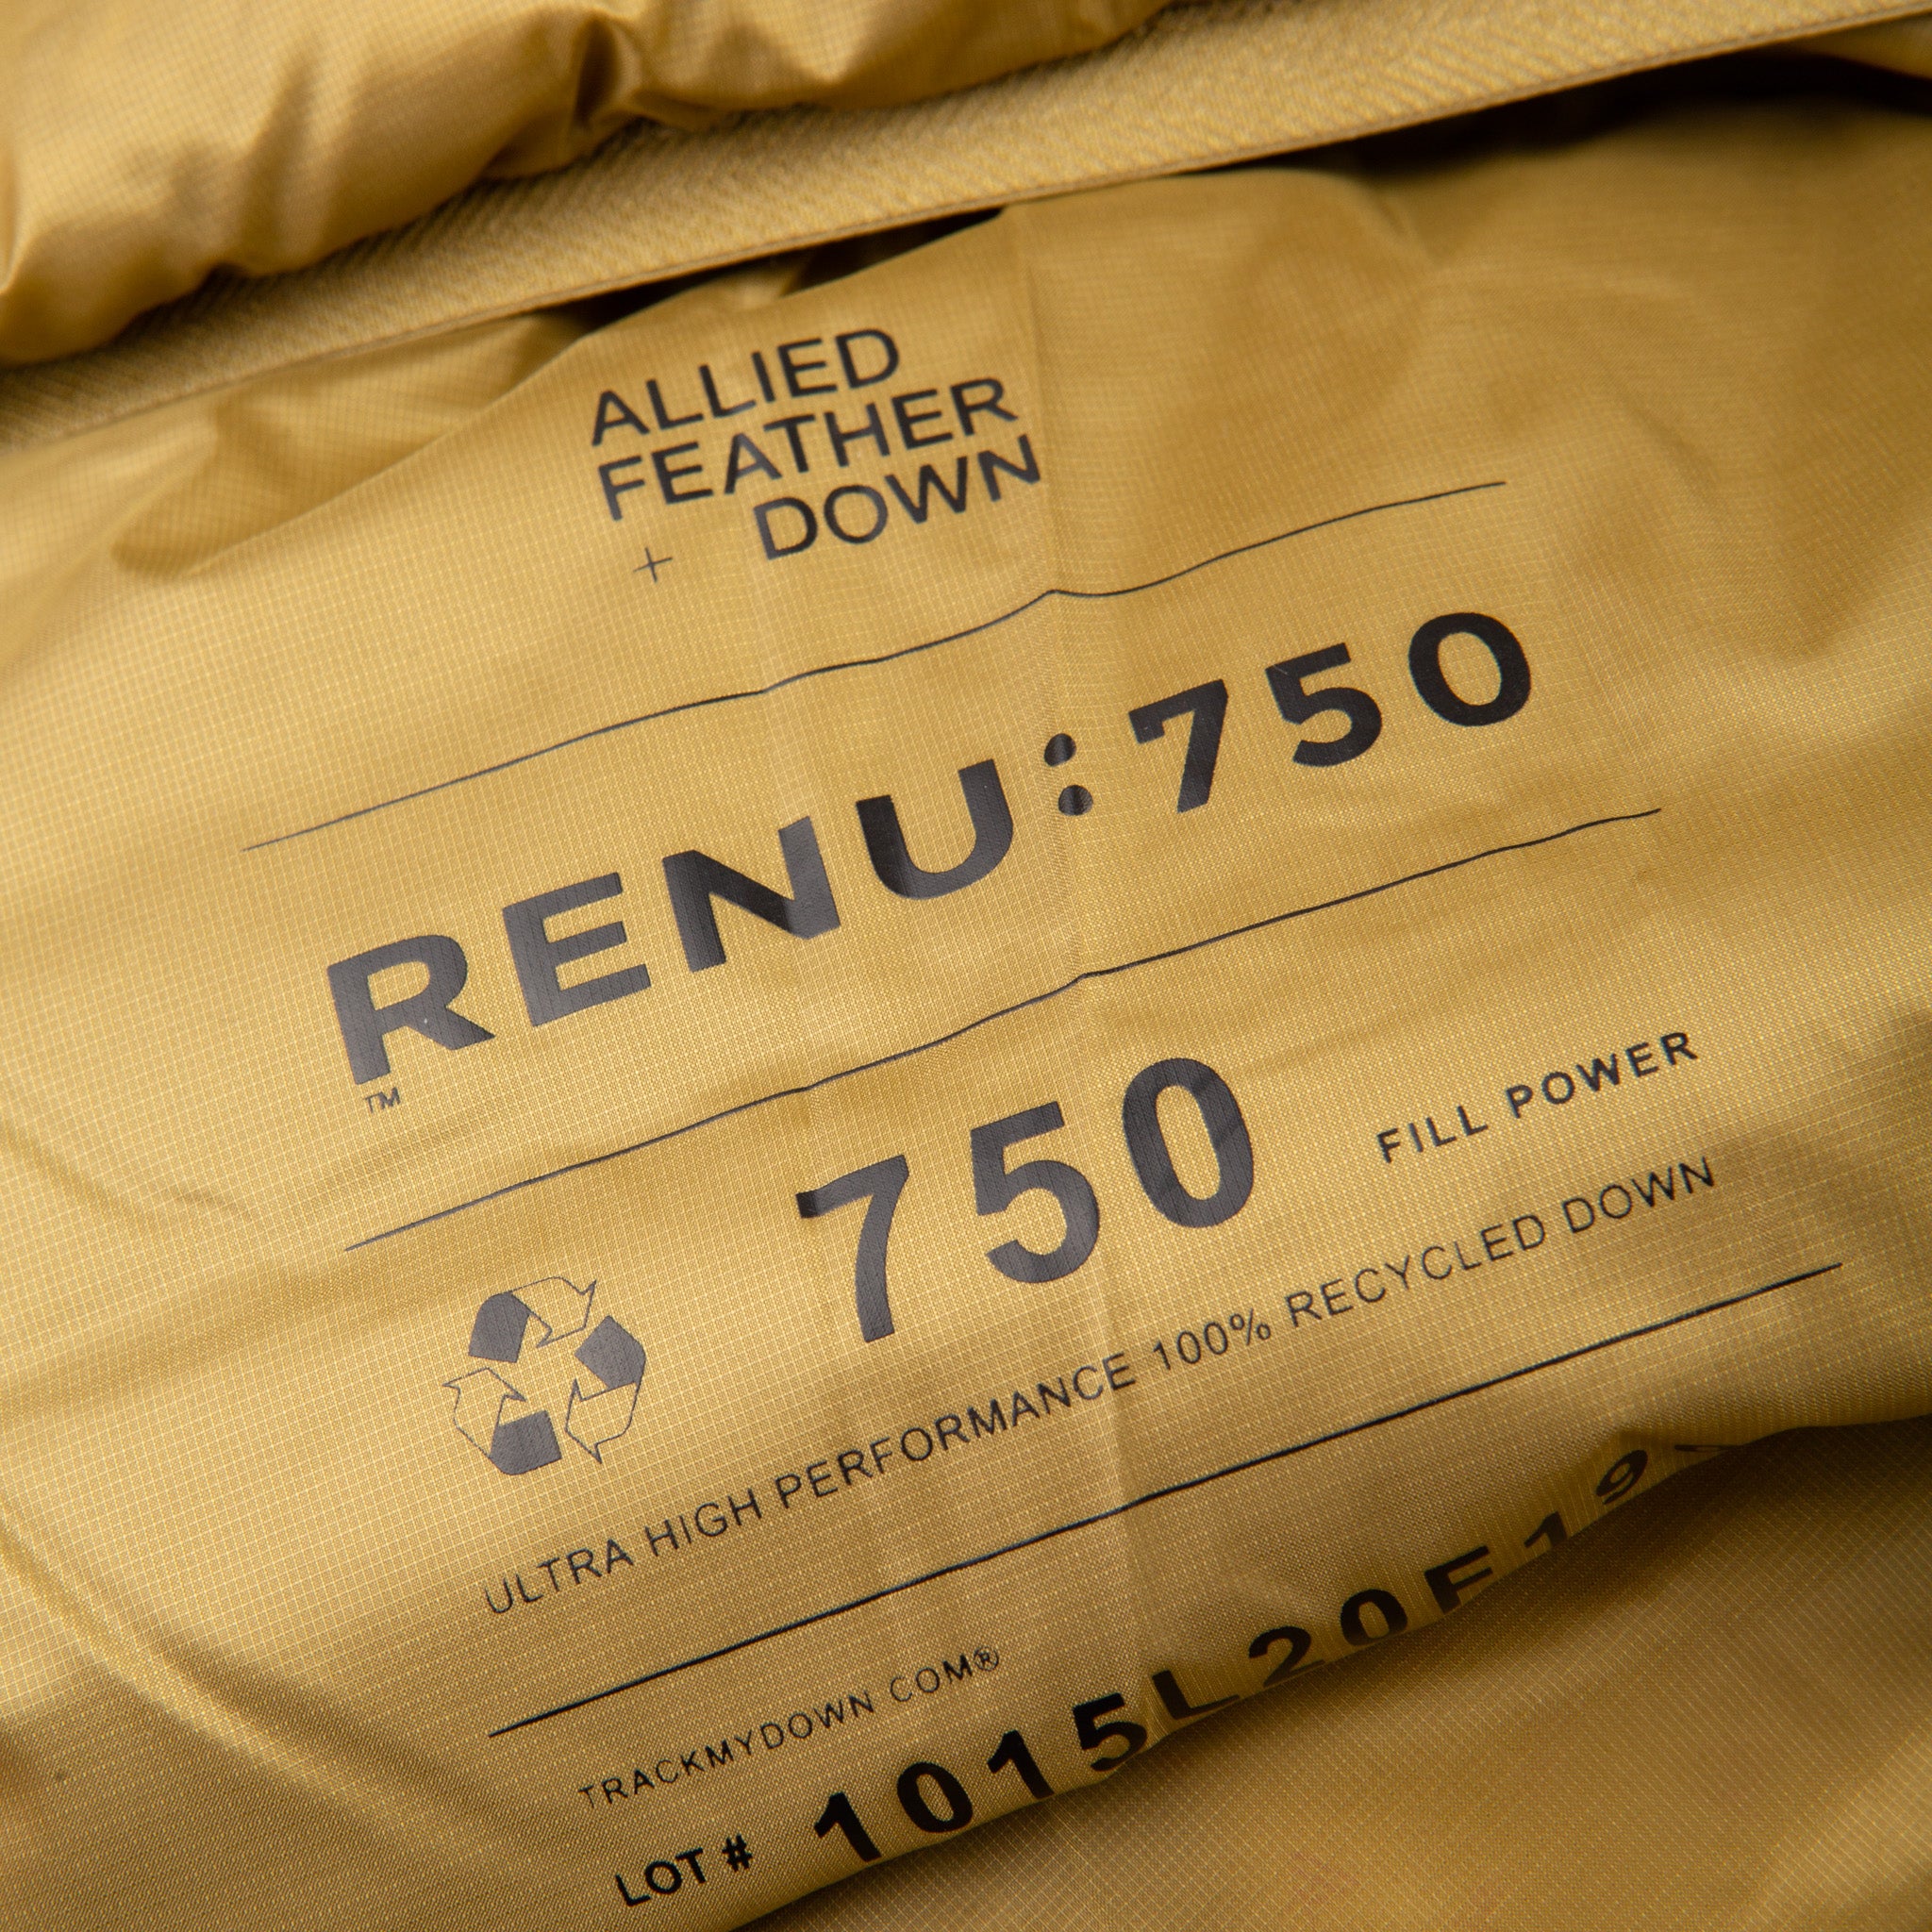 ALLIED
FEATHER
+ DOWN
RENU:750
™
750 FILL POWER
ULTRA HIGH PERFORMANCE 100% RECYCLED DOWN
TRACKMYDOWN COM®
LOT # 1015L20F19